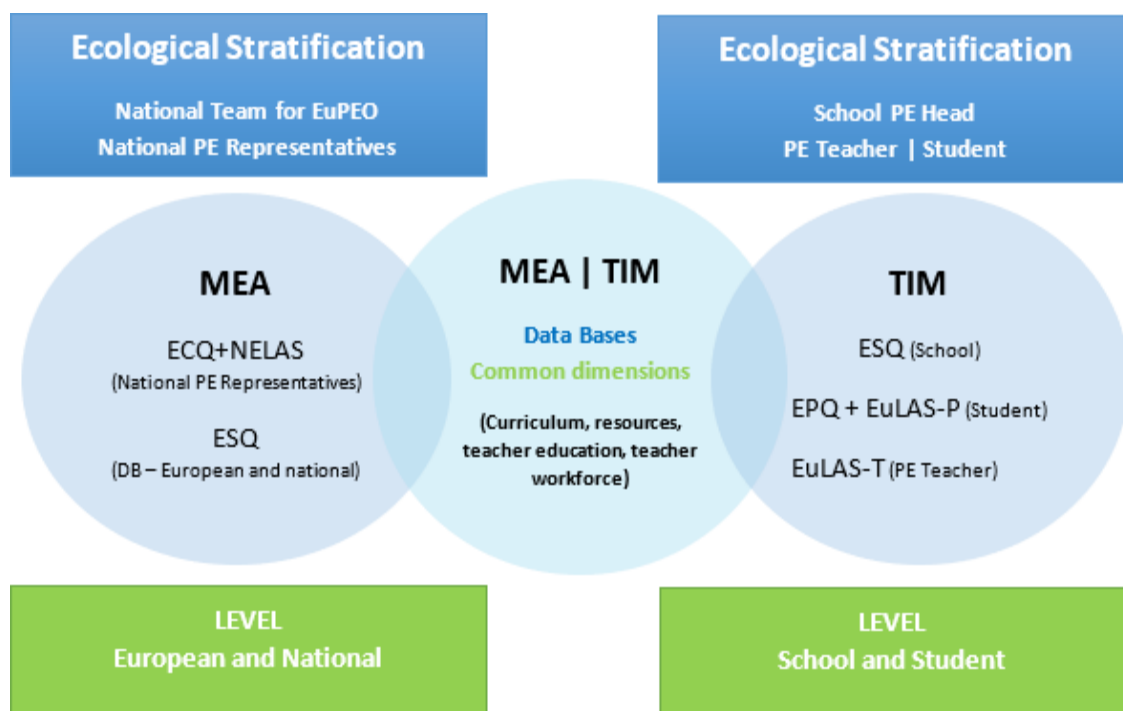 Ecological Stratification
National Team for EuPEO
National PE Representatives
Ecological Stratification
School PE Head
PE Teacher | Student
MEA
ECQ+NELAS
(National PE Representatives)
ESQ
(DB – European and national)
MEA | TIM
Data Bases
Common dimensions
(Curriculum, resources,
teacher education, teacher
workforce)
TIM
ESQ (School)
EPQ + EuLAS-P (Student)
EuLAS-T (PE Teacher)
LEVEL
European and National
LEVEL
School and Student